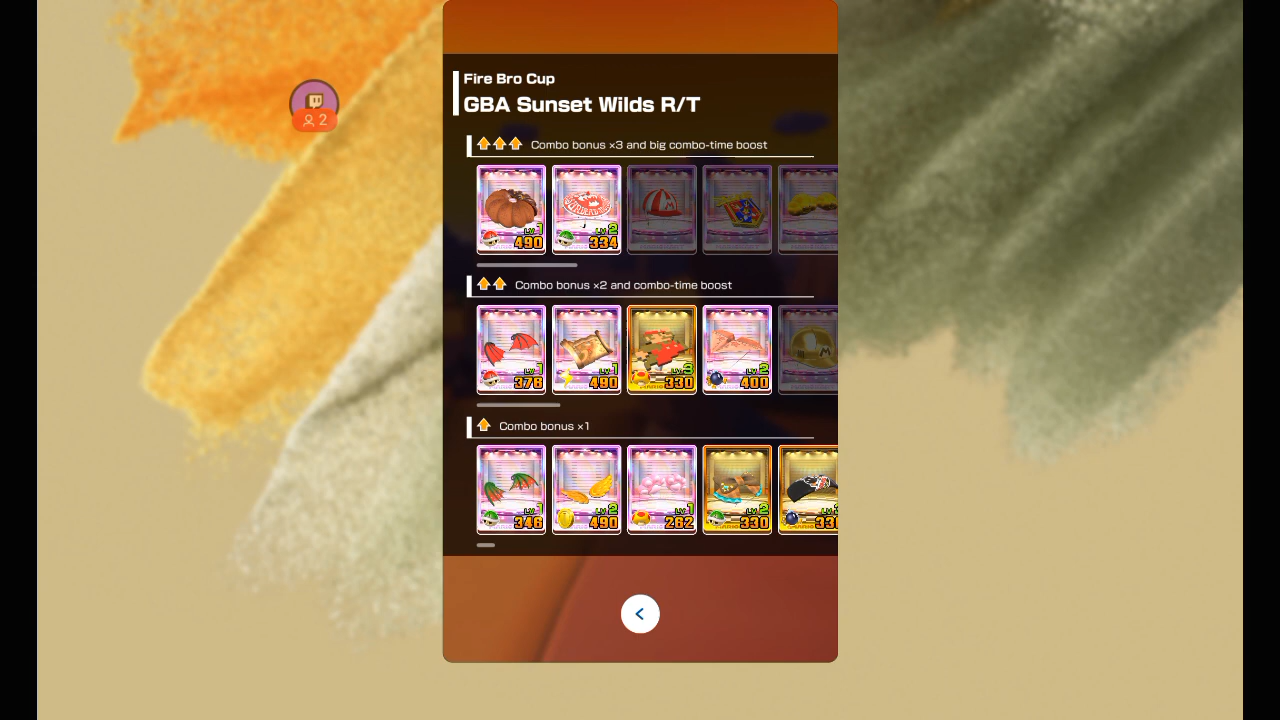 Fire Bro Cup
GBA Sunset Wilds R/T
Combo bonus ×3 and big combo-time boost
Lv.1 490
Lv.2 334
Combo bonus ×2 and combo-time boost
Lv.1 378
Lv.1 490
Lv.3 330
Lv.2 400
Combo bonus ×1
Lv.1 346
Lv.2 490
Lv.1 262
Lv.2 330
2